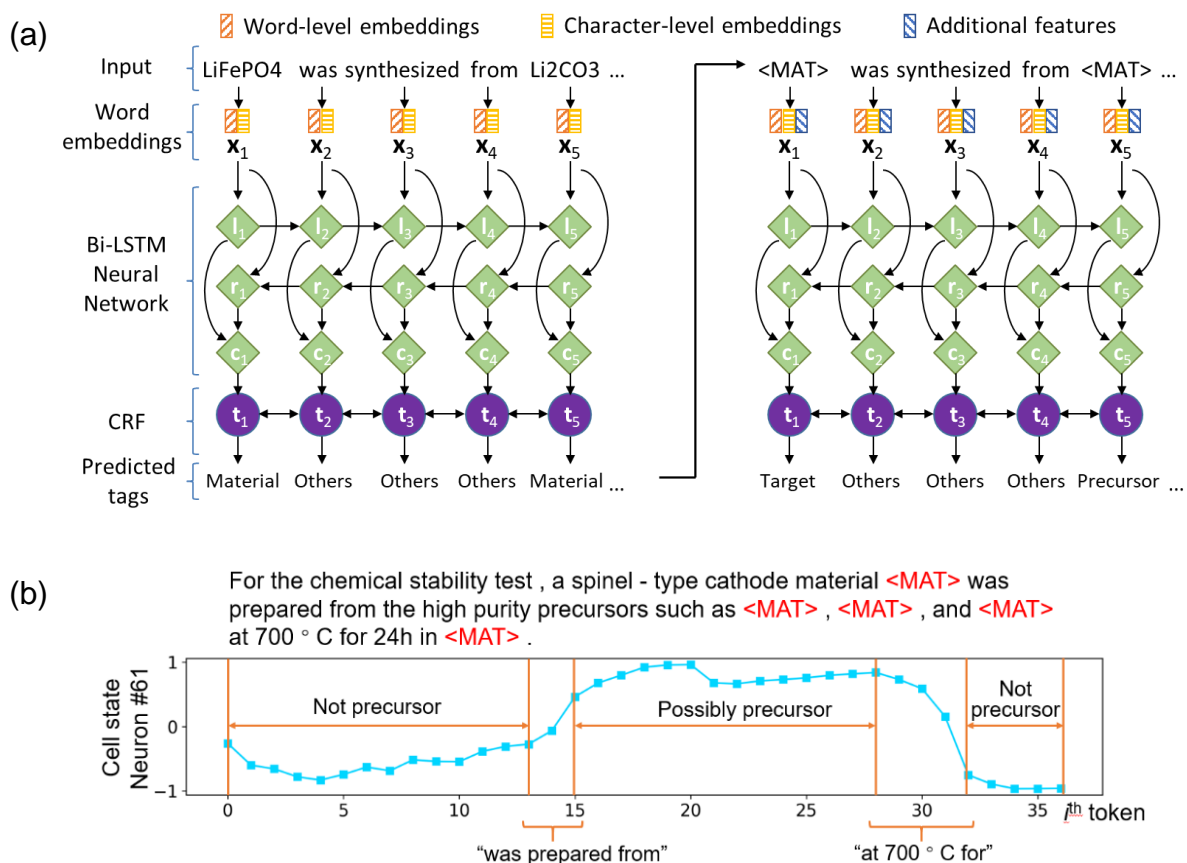 (a)
Word-level embeddings Character-level embeddings Additional features
Input LiFePO4 was synthesized from Li2CO3 ... <MAT> was synthesized from <MAT> ...
Word
embeddings
x1 x2 x3 x4 x5 x1 x2 x3 x4 x5
l1 l2 l3 l4 l5 l1 l2 l3 l4 l5
Bi-LSTM
Neural
Network
r1 r2 r3 r4 r5 r1 r2 r3 r4 r5
c1 c2 c3 c4 c5 c1 c2 c3 c4 c5
CRF t1 t2 t3 t4 t5 t1 t2 t3 t4 t5
Predicted
tags
Material Others Others Others Material ... Target Others Others Others Precursor ...
(b)
For the chemical stability test , a spinel - type cathode material <MAT> was
prepared from the high purity precursors such as <MAT> , <MAT> , and <MAT>
at 700 ° C for 24h in <MAT> .
Cell state
Neuron #61
1
0
−1
Not precursor
Possibly precursor
Not
precursor
0 5 10 15 20 25 30 35 ith token
“was prepared from” “at 700 ° C for”